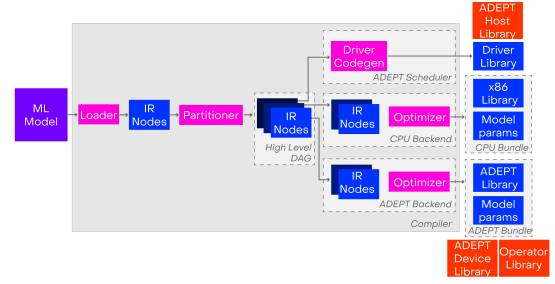 ML
Model
Loader
IR
Nodes
Partitioner
IR
Nodes
High Level
DAG
Driver
Codegen
ADEPT Scheduler
IR
Nodes
Optimizer
CPU Backend
IR
Nodes
Optimizer
ADEPT Backend
Compiler
ADEPT
Host
Library
Driver
Library
x86
Library
Model
params
CPU Bundle
ADEPT
Library
Model
params
ADEPT Bundle
ADEPT
Device
Library
Operator
Library